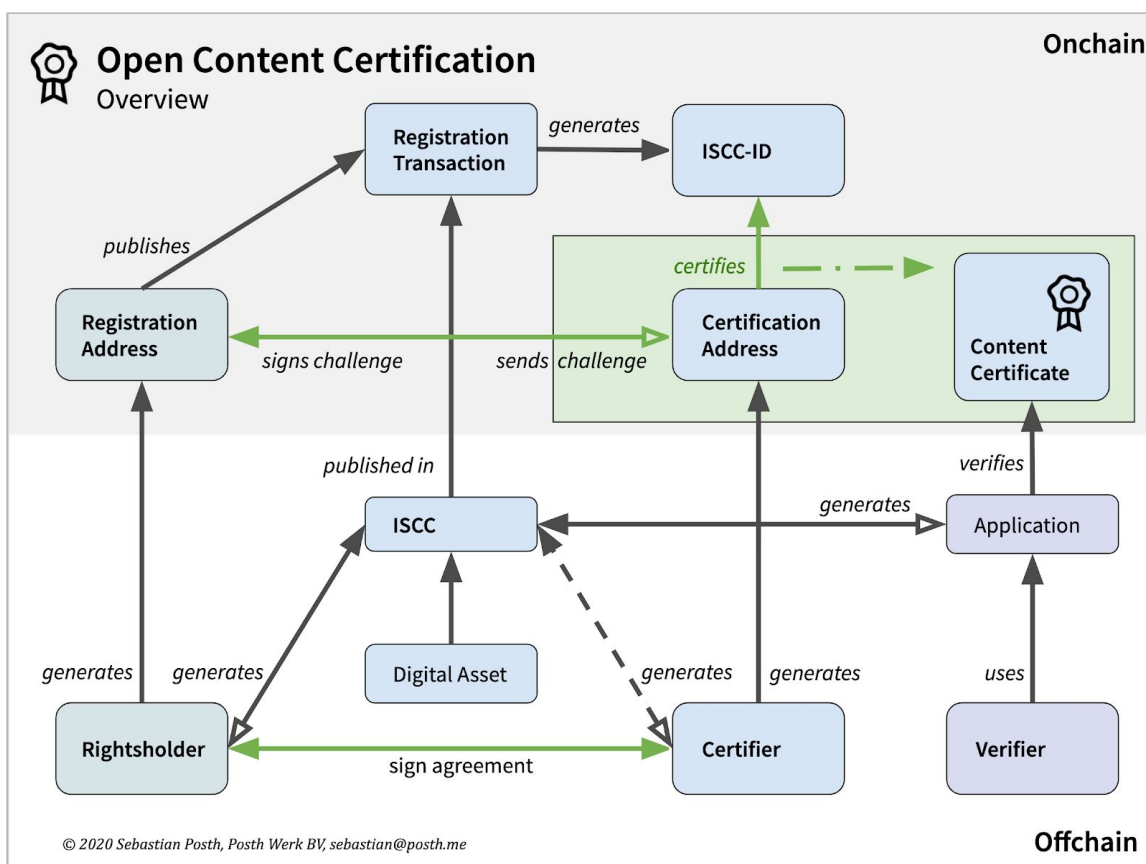 Onchain
Open Content Certification
Overview
Registration
Transaction
generates
ISCC-ID
publishes
certifies
Registration
Address
signs challenge
sends challenge
Certification
Address
Content
Certificate
published in
verifies
ISCC
generates
Application
Digital Asset
generates
generates
generates
generates
uses
Rightsholder
sign agreement
Certifier
Verifier
© 2020 Sebastian Posth, Posth Werk BV, sebastian@posth.me
Offchain